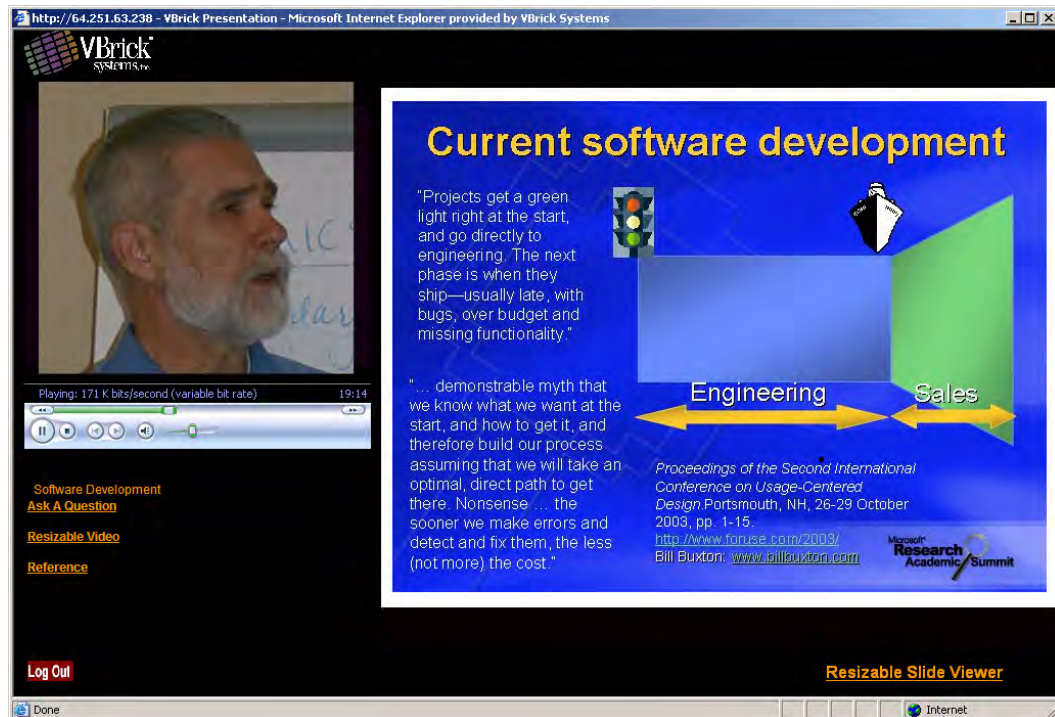 http://64.251.63.238 - VBrick Presentation - Microsoft Internet Explorer provided by VBrick Systems
VBrick
systems, inc.
Playing: 171 K bits/second (variable bit rate) 19:14
Software Development
Ask A Question
Resizable Video
Reference
Log Out
Current software development
"Projects get a green
light right at the start,
and go directly to
engineering. The next
phase is when they
ship—usually late, with
bugs, over budget and
missing functionality."
"... demonstrable myth that
we know what we want at the
start, and how to get it, and
therefore build our process
assuming that we will take an
optimal, direct path to get
there. Nonsense ... the
sooner we make errors and
detect and fix them, the less
(not more) the cost."
Engineering
Sales
Proceedings of the Second International
Conference on Usage-Centered
Design.Portsmouth, NH, 26-29 October
2003, pp. 1-15.
http://www.foruse.com/2003/
Bill Buxton: www.billbuxton.com
Microsoft
Research
Academic Summit
Resizable Slide Viewer
Done
Internet